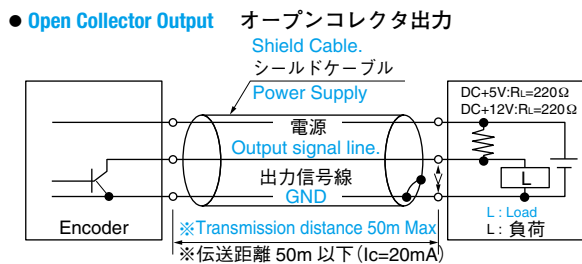 ● Open Collector Output オープンコレクタ出力
Shield Cable.
シールドケーブル
Power Supply
電源
Output signal line.
出力信号線
GND
Encoder
DC+5V:RL=220Ω
DC+12V:RL=220Ω
L
L : Load
L : 負荷
※Transmission distance 50m Max
※伝送距離 50m 以下(Ic=20mA)